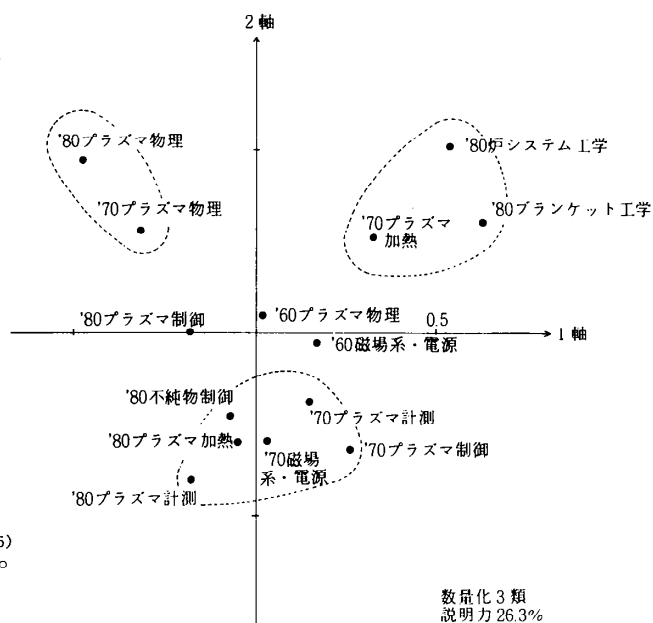 2軸
'80プラズマ物理
'80炉システム工学
'70プラズマ物理
'80ブランケット工学
'70プラズマ
加熱
'80プラズマ制御
'60プラズマ物理
0.5
1軸
'60磁場系・電源
'80不純物制御
'70プラズマ計測
'80プラズマ加熱
'70プラズマ制御
'70磁場
系・電源
'80プラズマ計測
数量化3類
説明力26.3%